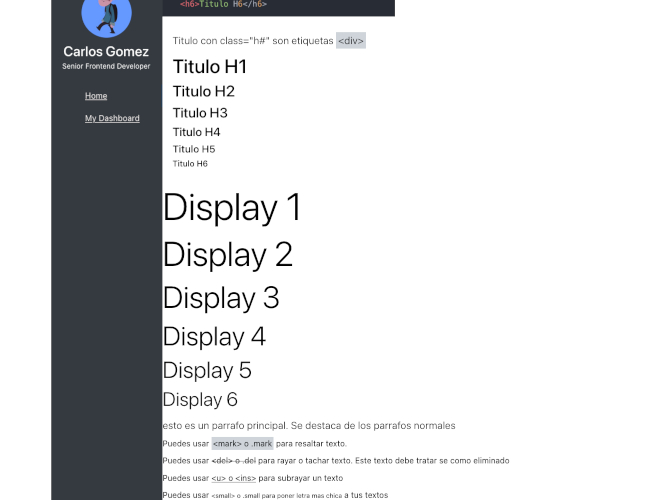 <h6>Titulo H6</h6>
Carlos Gomez
Senior Frontend Developer
Home
My Dashboard
Titulo con class="h#" son etiquetas <div>
Titulo H1
Titulo H2
Titulo H3
Titulo H4
Titulo H5
Titulo H6
Display 1
Display 2
Display 3
Display 4
Display 5
Display 6
esto es un parrafo principal. Se destaca de los parrafos normales
Puedes usar <mark> o .mark para resaltar texto.
Puedes usar <del> o .del para rayar o tachar texto. Este texto debe tratar se como eliminado
Puedes usar <u> o <ins> para subrayar un texto
Puedes usar <small> o .small para poner letra mas chica a tus textos